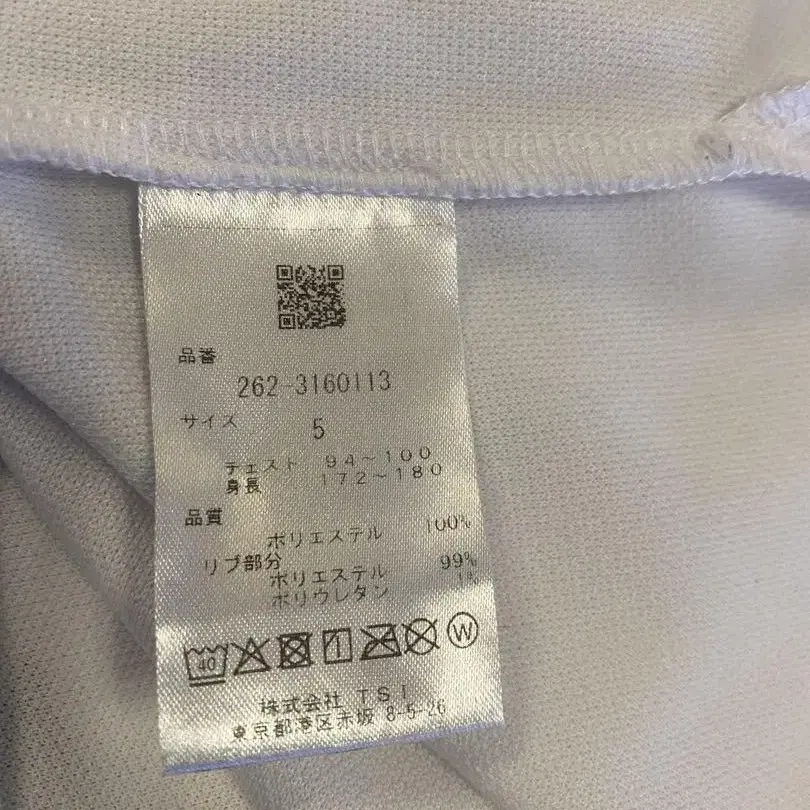 品番
262-3160113
サイズ
5
チェスト 94~100
身長 172~180
品質
ポリエステル 100%
リブ部分
ポリエステル 99%
ポリウレタン 1%
40 W
株式会社 TSI
東京都港区赤坂 8-5-26